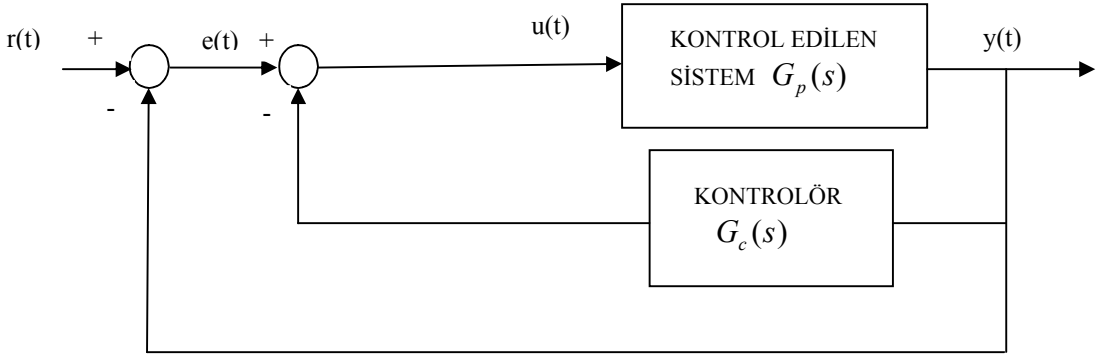 r(t)
+
-
e(t)
+
-
u(t)
KONTROL EDİLEN
SİSTEM G_p(s)
y(t)
KONTROLÖR
G_c(s)